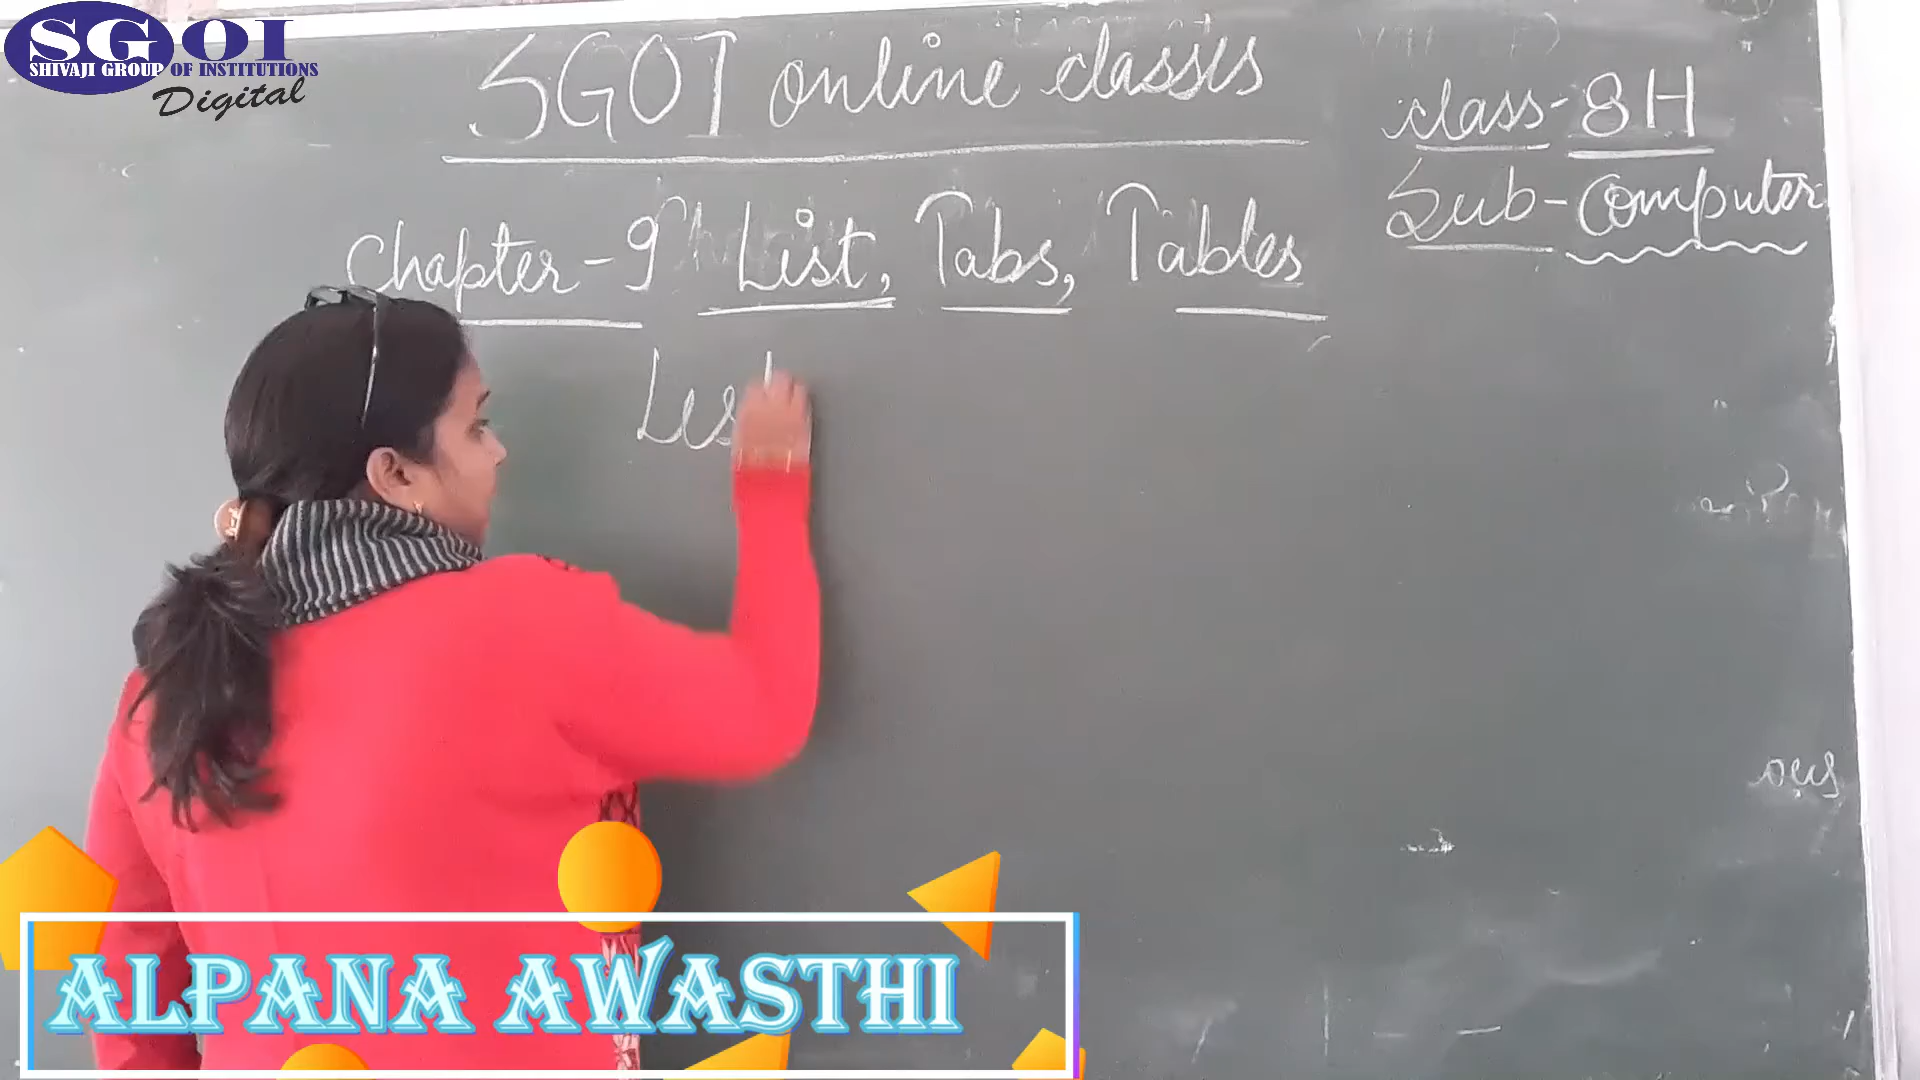 SGOI
SHIVAJI GROUP OF INSTITUTIONS
Digital
SGOI online classes
class-8H
Sub-Computer
Chapter-9 List, Tabs, Tables
List
ALPANA AWASTHI